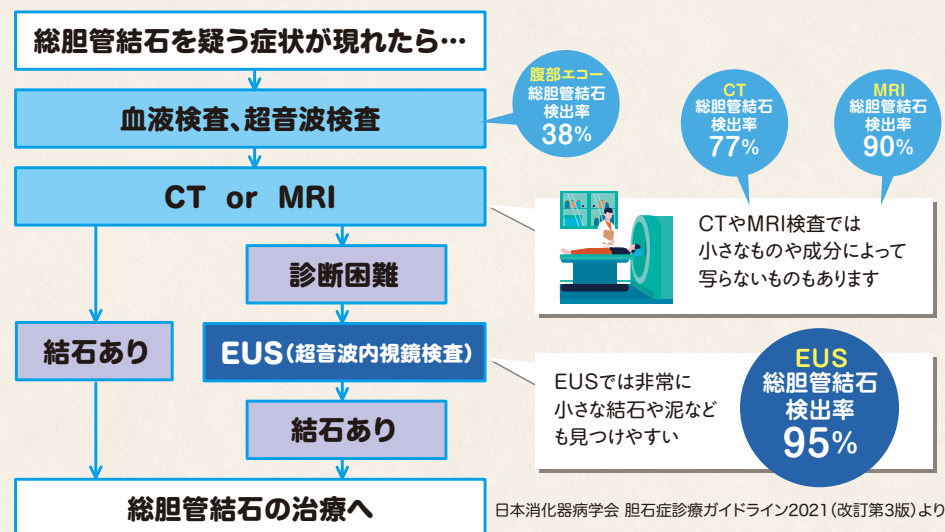 総胆管結石を疑う症状が現れたら…
血液検査、超音波検査
腹部エコー
総胆管結石
検出率
38%
CT
総胆管結石
検出率
77%
MRI
総胆管結石
検出率
90%
CT or MRI
CTやMRI検査では
小さなものや成分によって
写らないものもあります
診断困難
結石あり
EUS(超音波内視鏡検査)
EUSでは非常に
小さな結石や泥など
も見つけやすい
EUS
総胆管結石
検出率
95%
結石あり
総胆管結石の治療へ
日本消化器病学会 胆石症診療ガイドライン2021(改訂第3版)より